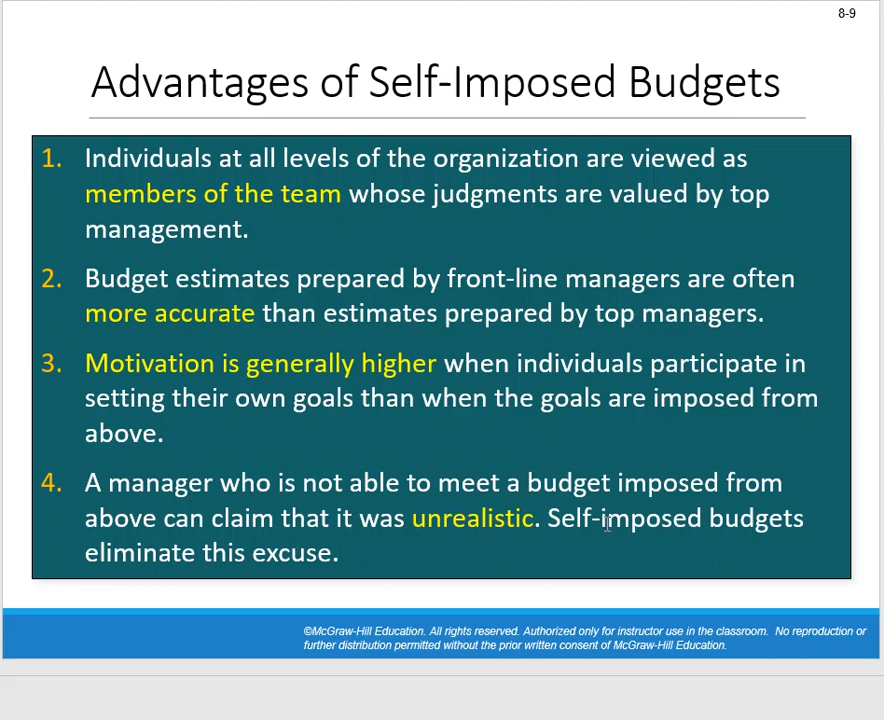 8-9
Advantages of Self-Imposed Budgets
1. Individuals at all levels of the organization are viewed as
members of the team whose judgments are valued by top
management.
2. Budget estimates prepared by front-line managers are often
more accurate than estimates prepared by top managers.
3. Motivation is generally higher when individuals participate in
setting their own goals than when the goals are imposed from
above.
4. A manager who is not able to meet a budget imposed from
above can claim that it was unrealistic. Self-imposed budgets
eliminate this excuse.
©McGraw-Hill Education. All rights reserved. Authorized only for instructor use in the classroom. No reproduction or
further distribution permitted without the prior written consent of McGraw-Hill Education.